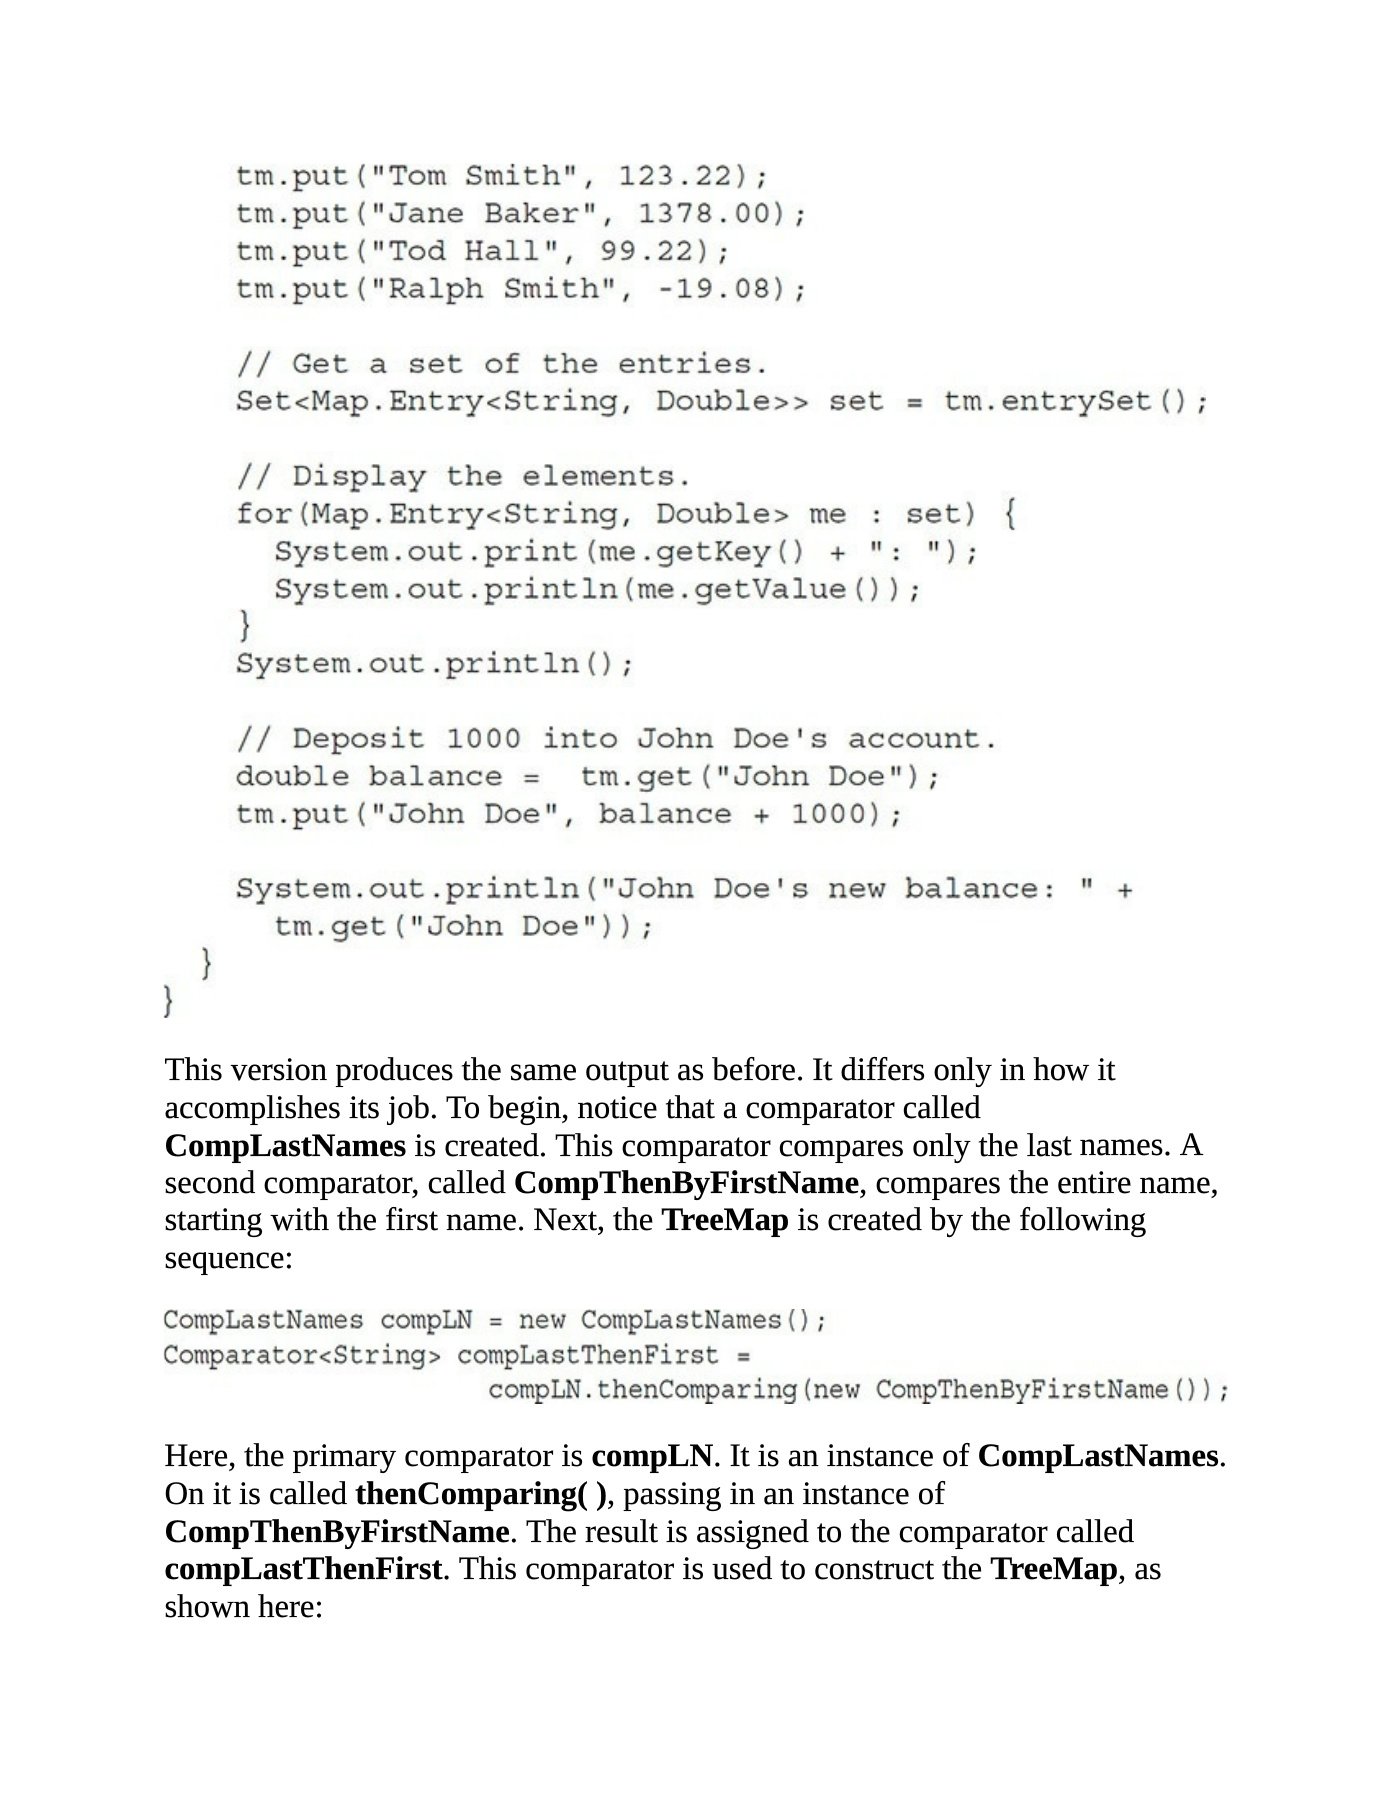 tm.put("Tom Smith", 123.22);
tm.put("Jane Baker", 1378.00);
tm.put("Tod Hall", 99.22);
tm.put("Ralph Smith", -19.08);
// Get a set of the entries.
Set<Map.Entry<String, Double>> set = tm.entrySet();
// Display the elements.
for(Map.Entry<String, Double> me : set) {
System.out.print(me.getKey() + ": ");
System.out.println(me.getValue());
}
System.out.println();
// Deposit 1000 into John Doe's account.
double balance =  tm.get("John Doe");
tm.put("John Doe", balance + 1000);
System.out.println("John Doe's new balance: " +
tm.get("John Doe"));
}
}
This version produces the same output as before. It differs only in how it
accomplishes its job. To begin, notice that a comparator called
CompLastNames is created. This comparator compares only the last names. A
second comparator, called CompThenByFirstName, compares the entire name,
starting with the first name. Next, the TreeMap is created by the following
sequence:
CompLastNames compLN = new CompLastNames();
Comparator<String> compLastThenFirst =
compLN.thenComparing(new CompThenByFirstName());
Here, the primary comparator is compLN. It is an instance of CompLastNames.
On it is called thenComparing( ), passing in an instance of
CompThenByFirstName. The result is assigned to the comparator called
compLastThenFirst. This comparator is used to construct the TreeMap, as
shown here: